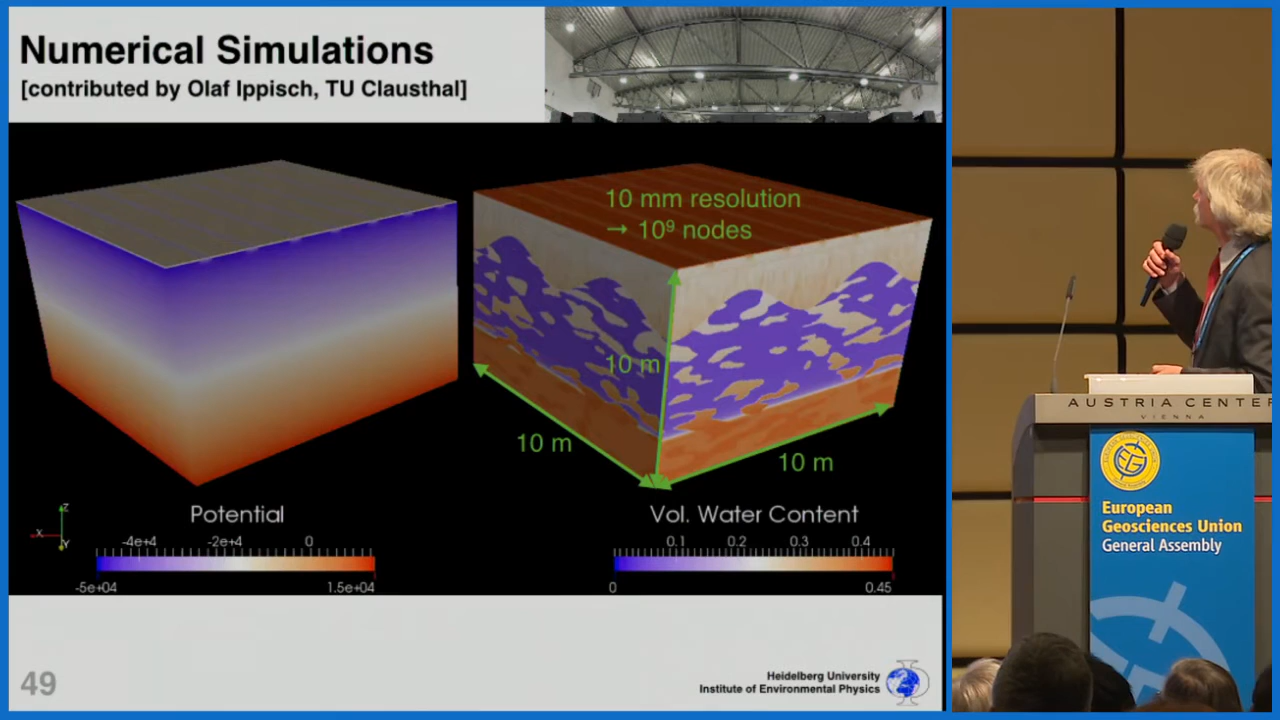 Numerical Simulations
[contributed by Olaf Ippisch, TU Clausthal]
10 mm resolution
→ 10⁹ nodes
10 m
10 m
10 m
Potential
-4e+4 -2e+4 0
-5e+04 1.5e+04
Vol. Water Content
0.1 0.2 0.3 0.4
0 0.45
X
Z
Y
49
Heidelberg University
Institute of Environmental Physics
AUSTRIA CENTER
VIENNA
European
Geosciences Union
General Assembly